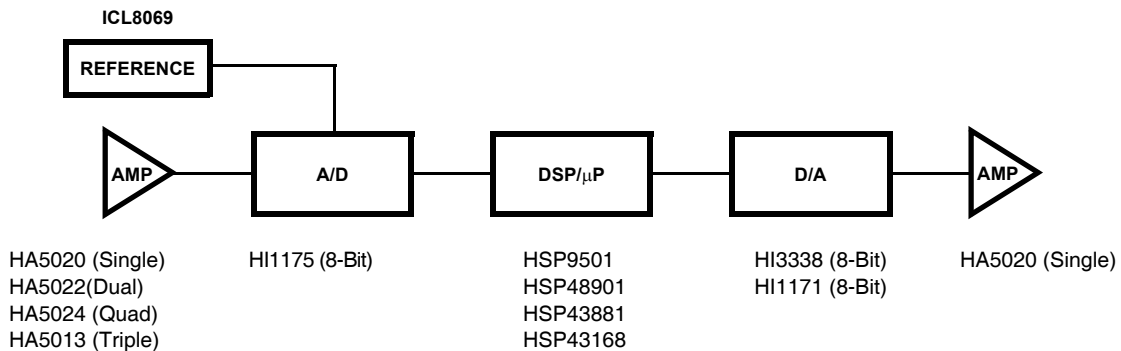 ICL8069
REFERENCE
AMP
A/D
DSP/μP
D/A
AMP
HA5020 (Single)
HA5022(Dual)
HA5024 (Quad)
HA5013 (Triple)
HI1175 (8-Bit)
HSP9501
HSP48901
HSP43881
HSP43168
HI3338 (8-Bit)
HI1171 (8-Bit)
HA5020 (Single)